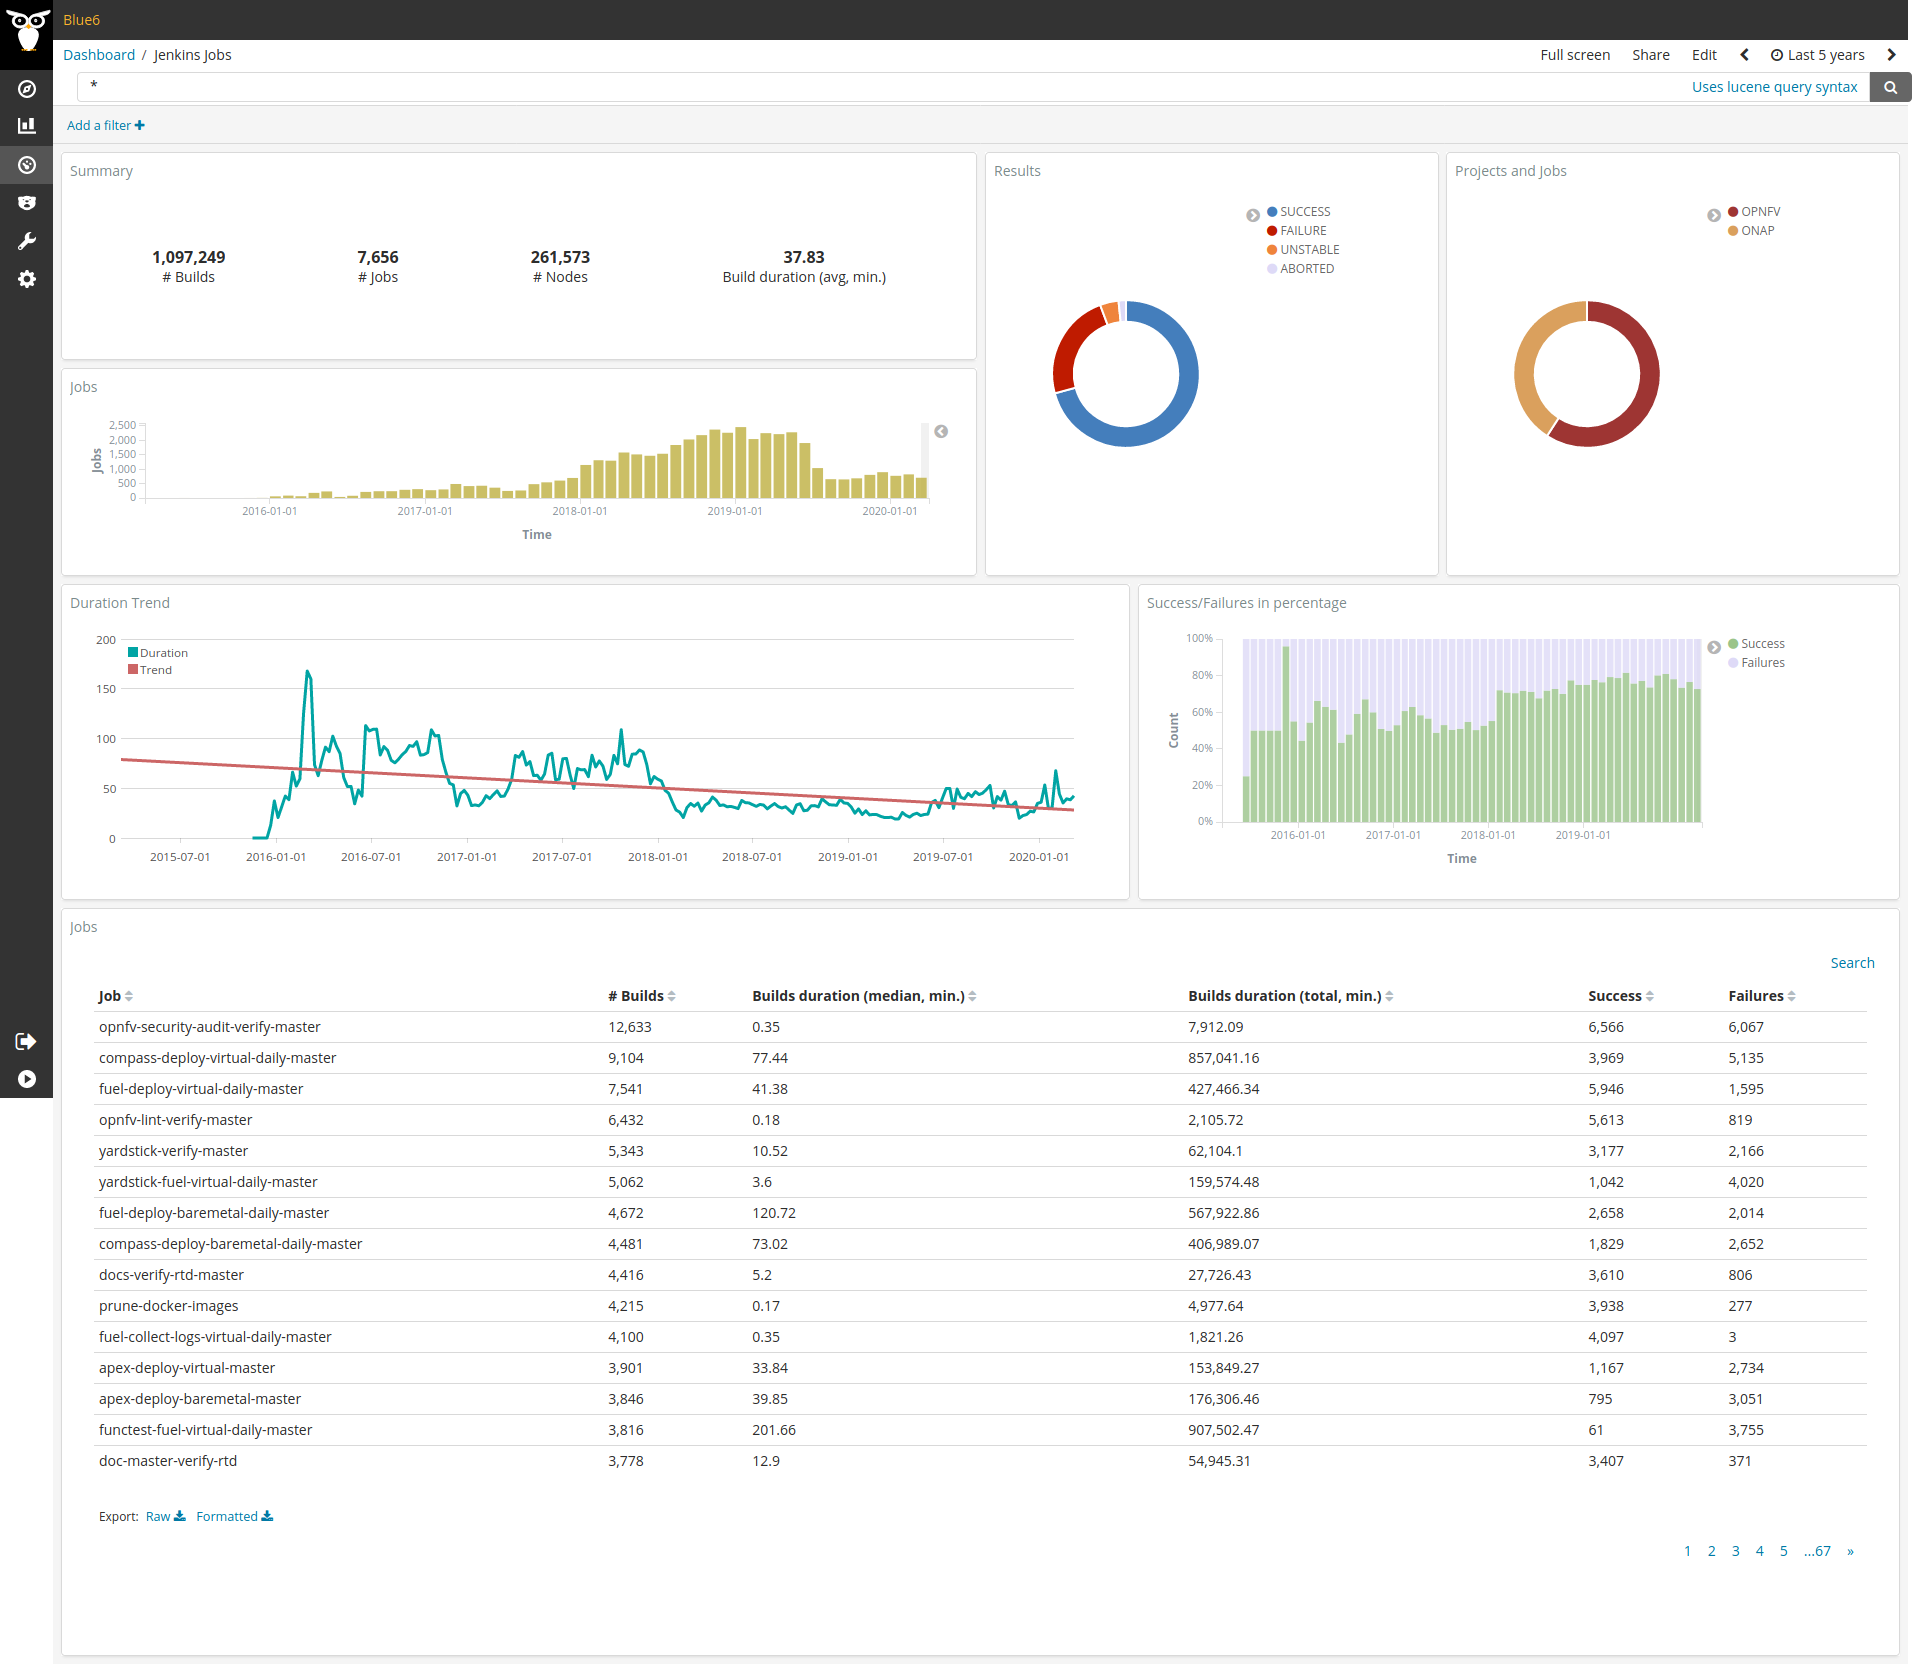 Blue6
Dashboard / Jenkins Jobs
Full screen Share Edit Last 5 years
*
Uses lucene query syntax
Add a filter
Summary
1,097,249 7,656 261,573 37.83
# Builds # Jobs # Nodes Build duration (avg, min.)
Results
SUCCESS
FAILURE
UNSTABLE
ABORTED
Projects and Jobs
OPNFV
ONAP
Jobs
2,500
2,000
1,500
1,000
500
0
Jobs
2016-01-01 2017-01-01 2018-01-01 2019-01-01 2020-01-01
Time
Duration Trend
200
150
100
50
0
Duration
Trend
2015-07-01 2016-01-01 2016-07-01 2017-01-01 2017-07-01 2018-01-01 2018-07-01 2019-01-01 2019-07-01 2020-01-01
Success/Failures in percentage
100%
80%
60%
40%
20%
0%
Count
2016-01-01 2017-01-01 2018-01-01 2019-01-01
Time
Success
Failures
Jobs
Search
Job # Builds Builds duration (median, min.) Builds duration (total, min.) Success Failures
opnfv-security-audit-verify-master 12,633 0.35 7,912.09 6,566 6,067
compass-deploy-virtual-daily-master 9,104 77.44 857,041.16 3,969 5,135
fuel-deploy-virtual-daily-master 7,541 41.38 427,466.34 5,946 1,595
opnfv-lint-verify-master 6,432 0.18 2,105.72 5,613 819
yardstick-verify-master 5,343 10.52 62,104.1 3,177 2,166
yardstick-fuel-virtual-daily-master 5,062 3.6 159,574.48 1,042 4,020
fuel-deploy-baremetal-daily-master 4,672 120.72 567,922.86 2,658 2,014
compass-deploy-baremetal-daily-master 4,481 73.02 406,989.07 1,829 2,652
docs-verify-rtd-master 4,416 5.2 27,726.43 3,610 806
prune-docker-images 4,215 0.17 4,977.64 3,938 277
fuel-collect-logs-virtual-daily-master 4,100 0.35 1,821.26 4,097 3
apex-deploy-virtual-master 3,901 33.84 153,849.27 1,167 2,734
apex-deploy-baremetal-master 3,846 39.85 176,306.46 795 3,051
functest-fuel-virtual-daily-master 3,816 201.66 907,502.47 61 3,755
doc-master-verify-rtd 3,778 12.9 54,945.31 3,407 371
Export: Raw Formatted
1 2 3 4 5 ...67 »